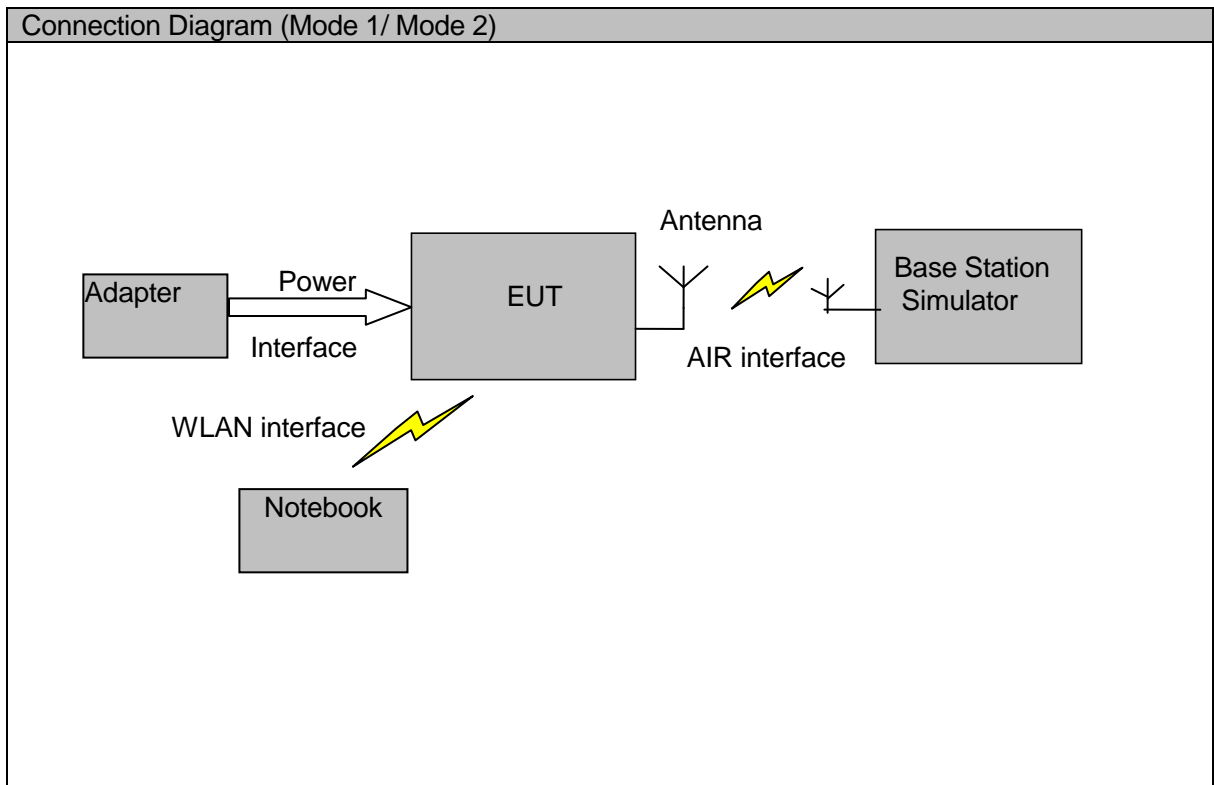 Connection Diagram (Mode 1/ Mode 2)
Antenna
Adapter
Power
Interface
EUT
Base Station
Simulator
AIR interface
WLAN interface
Notebook